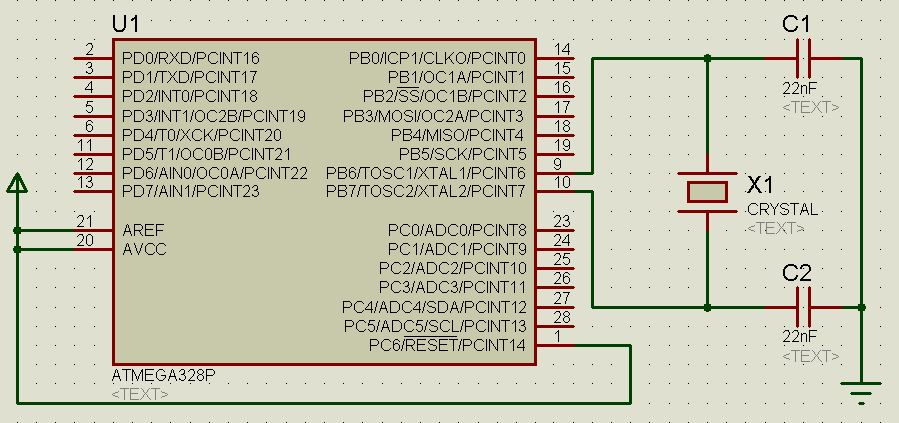 U1
2 PD0/RXD/PCINT16
3 PD1/TXD/PCINT17
4 PD2/INT0/PCINT18
5 PD3/INT1/OC2B/PCINT19
6 PD4/T0/XCK/PCINT20
11 PD5/T1/OC0B/PCINT21
12 PD6/AIN0/OC0A/PCINT22
13 PD7/AIN1/PCINT23
21 AREF
20 AVCC
PB0/ICP1/CLKO/PCINT0 14
PB1/OC1A/PCINT1 15
PB2/SS/OC1B/PCINT2 16
PB3/MOSI/OC2A/PCINT3 17
PB4/MISO/PCINT4 18
PB5/SCK/PCINT5 19
PB6/TOSC1/XTAL1/PCINT6 9
PB7/TOSC2/XTAL2/PCINT7 10
PC0/ADC0/PCINT8 23
PC1/ADC1/PCINT9 24
PC2/ADC2/PCINT10 25
PC3/ADC3/PCINT11 26
PC4/ADC4/SDA/PCINT12 27
PC5/ADC5/SCL/PCINT13 28
PC6/RESET/PCINT14 1
ATMEGA328P
<TEXT>
C1
22nF
<TEXT>
X1
CRYSTAL
<TEXT>
C2
22nF
<TEXT>